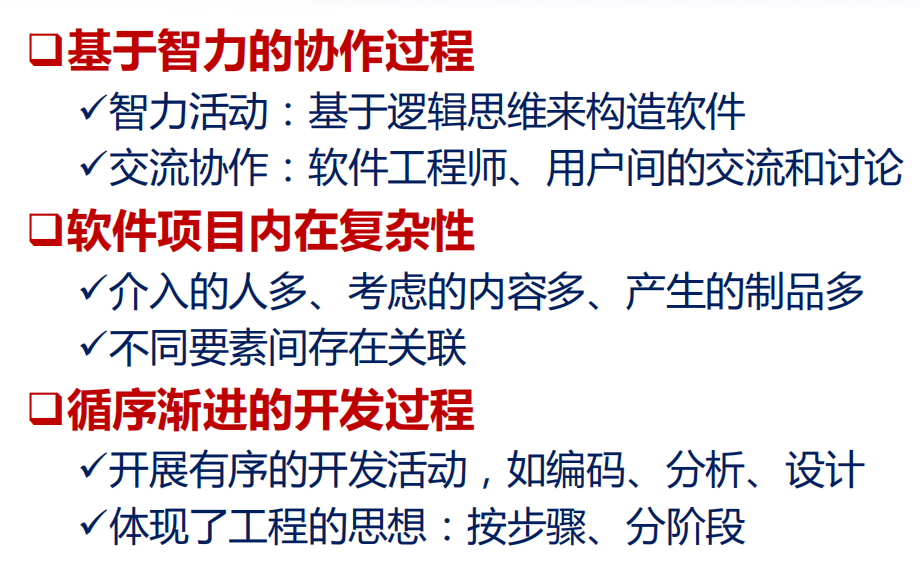 ❑基于智力的协作过程
✓智力活动：基于逻辑思维来构造软件
✓交流协作：软件工程师、用户间的交流和讨论
❑软件项目内在复杂性
✓介入的人多、考虑的内容多、产生的制品多
✓不同要素间存在关联
❑循序渐进的开发过程
✓开展有序的开发活动，如编码、分析、设计
✓体现了工程的思想：按步骤、分阶段